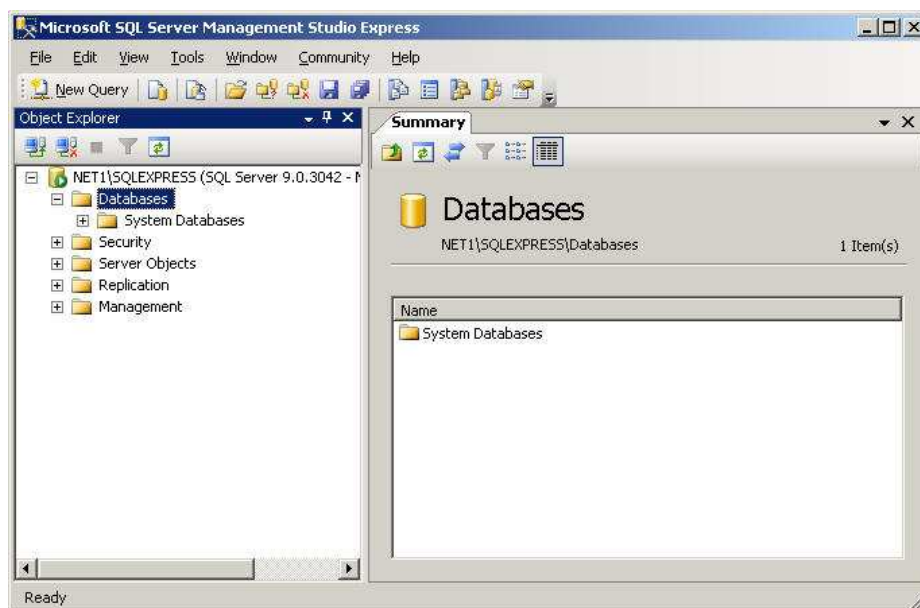 Microsoft SQL Server Management Studio Express
File Edit View Tools Window Community Help
New Query
Object Explorer
NET1\SQLEXPRESS (SQL Server 9.0.3042 -
Databases
System Databases
Security
Server Objects
Replication
Management
Summary
Databases
NET1\SQLEXPRESS\Databases
1 Item(s)
Name
System Databases
Ready